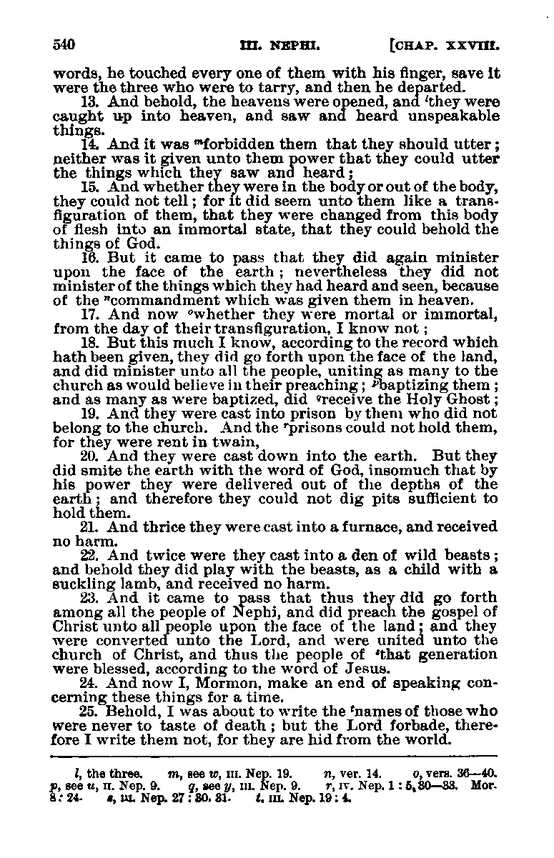 540 III. NEPHI. [CHAP. XXVIII.
words, he touched every one of them with his finger, save it
were the three who were to tarry, and then he departed.
13. And behold, the heavens were opened, and ˡthey were
caught up into heaven, and saw and heard unspeakable
things.
14. And it was ᵐforbidden them that they should utter;
neither was it given unto them power that they could utter
the things which they saw and heard;
15. And whether they were in the body or out of the body,
they could not tell; for it did seem unto them like a trans-
figuration of them, that they were changed from this body
of flesh into an immortal state, that they could behold the
things of God.
16. But it came to pass that they did again minister
upon the face of the earth; nevertheless they did not
minister of the things which they had heard and seen, because
of the ⁿcommandment which was given them in heaven.
17. And now ᵒwhether they were mortal or immortal,
from the day of their transfiguration, I know not;
18. But this much I know, according to the record which
hath been given, they did go forth upon the face of the land,
and did minister unto all the people, uniting as many to the
church as would believe in their preaching; ᵖbaptizing them;
and as many as were baptized, did qreceive the Holy Ghost;
19. And they were cast into prison by them who did not
belong to the church. And the ʳprisons could not hold them,
for they were rent in twain,
20. And they were cast down into the earth. But they
did smite the earth with the word of God, insomuch that by
his power they were delivered out of the depths of the
earth; and therefore they could not dig pits sufficient to
hold them.
21. And thrice they were cast into a furnace, and received
no harm.
22. And twice were they cast into a den of wild beasts;
and behold they did play with the beasts, as a child with a
suckling lamb, and received no harm.
23. And it came to pass that thus they did go forth
among all the people of Nephi, and did preach the gospel of
Christ unto all people upon the face of the land; and they
were converted unto the Lord, and were united unto the
church of Christ, and thus the people of ˢthat generation
were blessed, according to the word of Jesus.
24. And now I, Mormon, make an end of speaking con-
cerning these things for a time.
25. Behold, I was about to write the ᵗnames of those who
were never to taste of death; but the Lord forbade, there-
fore I write them not, for they are hid from the world.
l, the three. m, see w, III. Nep. 19. n, ver. 14. o, vers. 36—40.
p, see u, II. Nep. 9. q, see y, III. Nep. 9. r, IV. Nep. 1:5, 30—33. Mor.
8:24. s, III. Nep. 27:30, 31. t, III. Nep. 19:4.